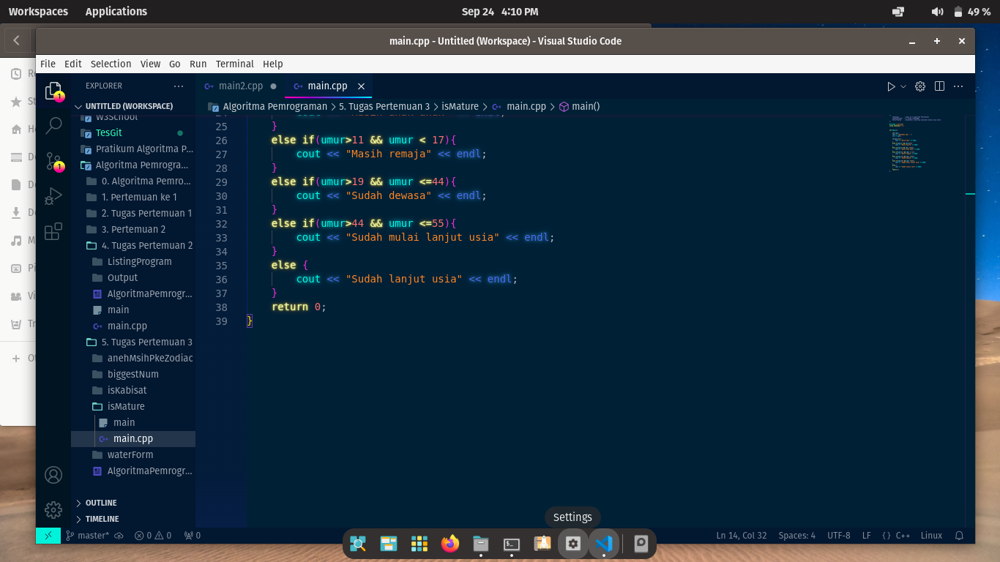 Workspaces Applications Sep 24 4:10 PM 49 %
main.cpp - Untitled (Workspace) - Visual Studio Code
File Edit Selection View Go Run Terminal Help
EXPLORER ··· main2.cpp main.cpp
UNTITLED (WORKSPACE)
Algoritma Pemrograman > 5. Tugas Pertemuan 3 > isMature > main.cpp > main()
W3School
TesGit
Pratikum Algoritma P...
Algoritma Pemrogra...
0. Algoritma Pemro...
1. Pertemuan ke 1
2. Tugas Pertemuan 1
3. Pertemuan 2
4. Tugas Pertemuan 2
ListingProgram
Output
AlgoritmaPemrogr...
main
main.cpp
5. Tugas Pertemuan 3
anehMsihPkeZodiac
biggestNum
isKabisat
isMature
main
main.cpp
waterForm
AlgoritmaPemrogr...
OUTLINE
TIMELINE
25 }
26 else if(umur>11 && umur < 17){
27 cout << "Masih remaja" << endl;
28 }
29 else if(umur>19 && umur <=44){
30 cout << "Sudah dewasa" << endl;
31 }
32 else if(umur>44 && umur <=55){
33 cout << "Sudah mulai lanjut usia" << endl;
34 }
35 else {
36 cout << "Sudah lanjut usia" << endl;
37 }
38 return 0;
39 }
Settings
master* 0 0 0 Ln 14, Col 32 Spaces: 4 UTF-8 LF {} C++ Linux